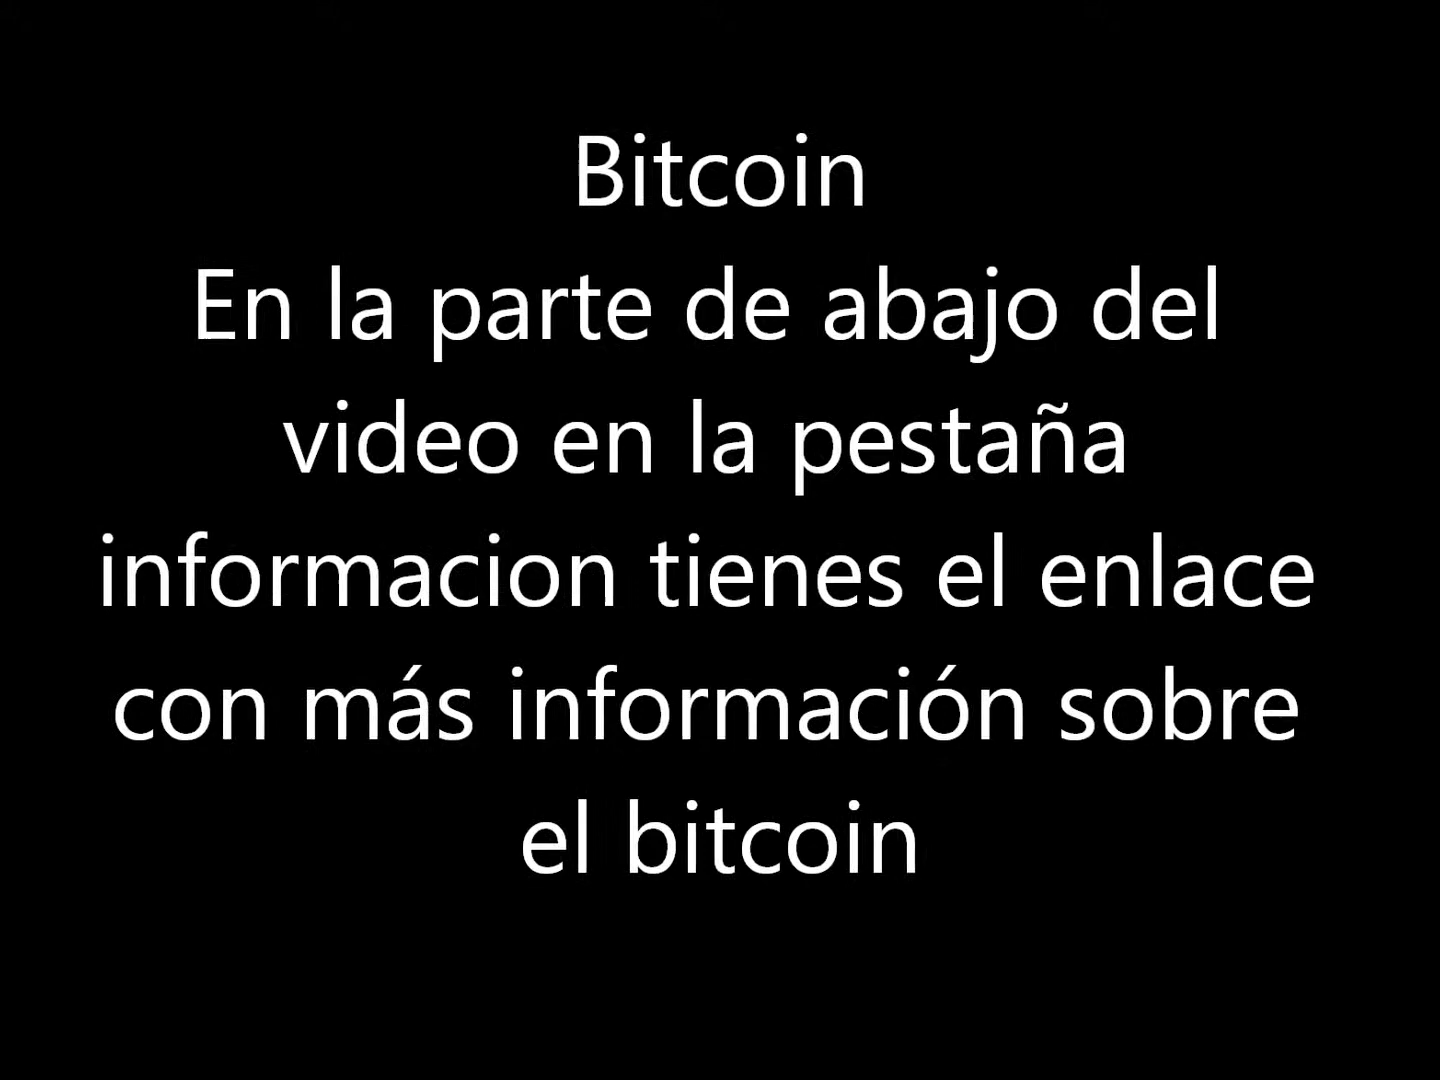 Bitcoin
En la parte de abajo del
video en la pestaña
informacion tienes el enlace
con más información sobre
el bitcoin